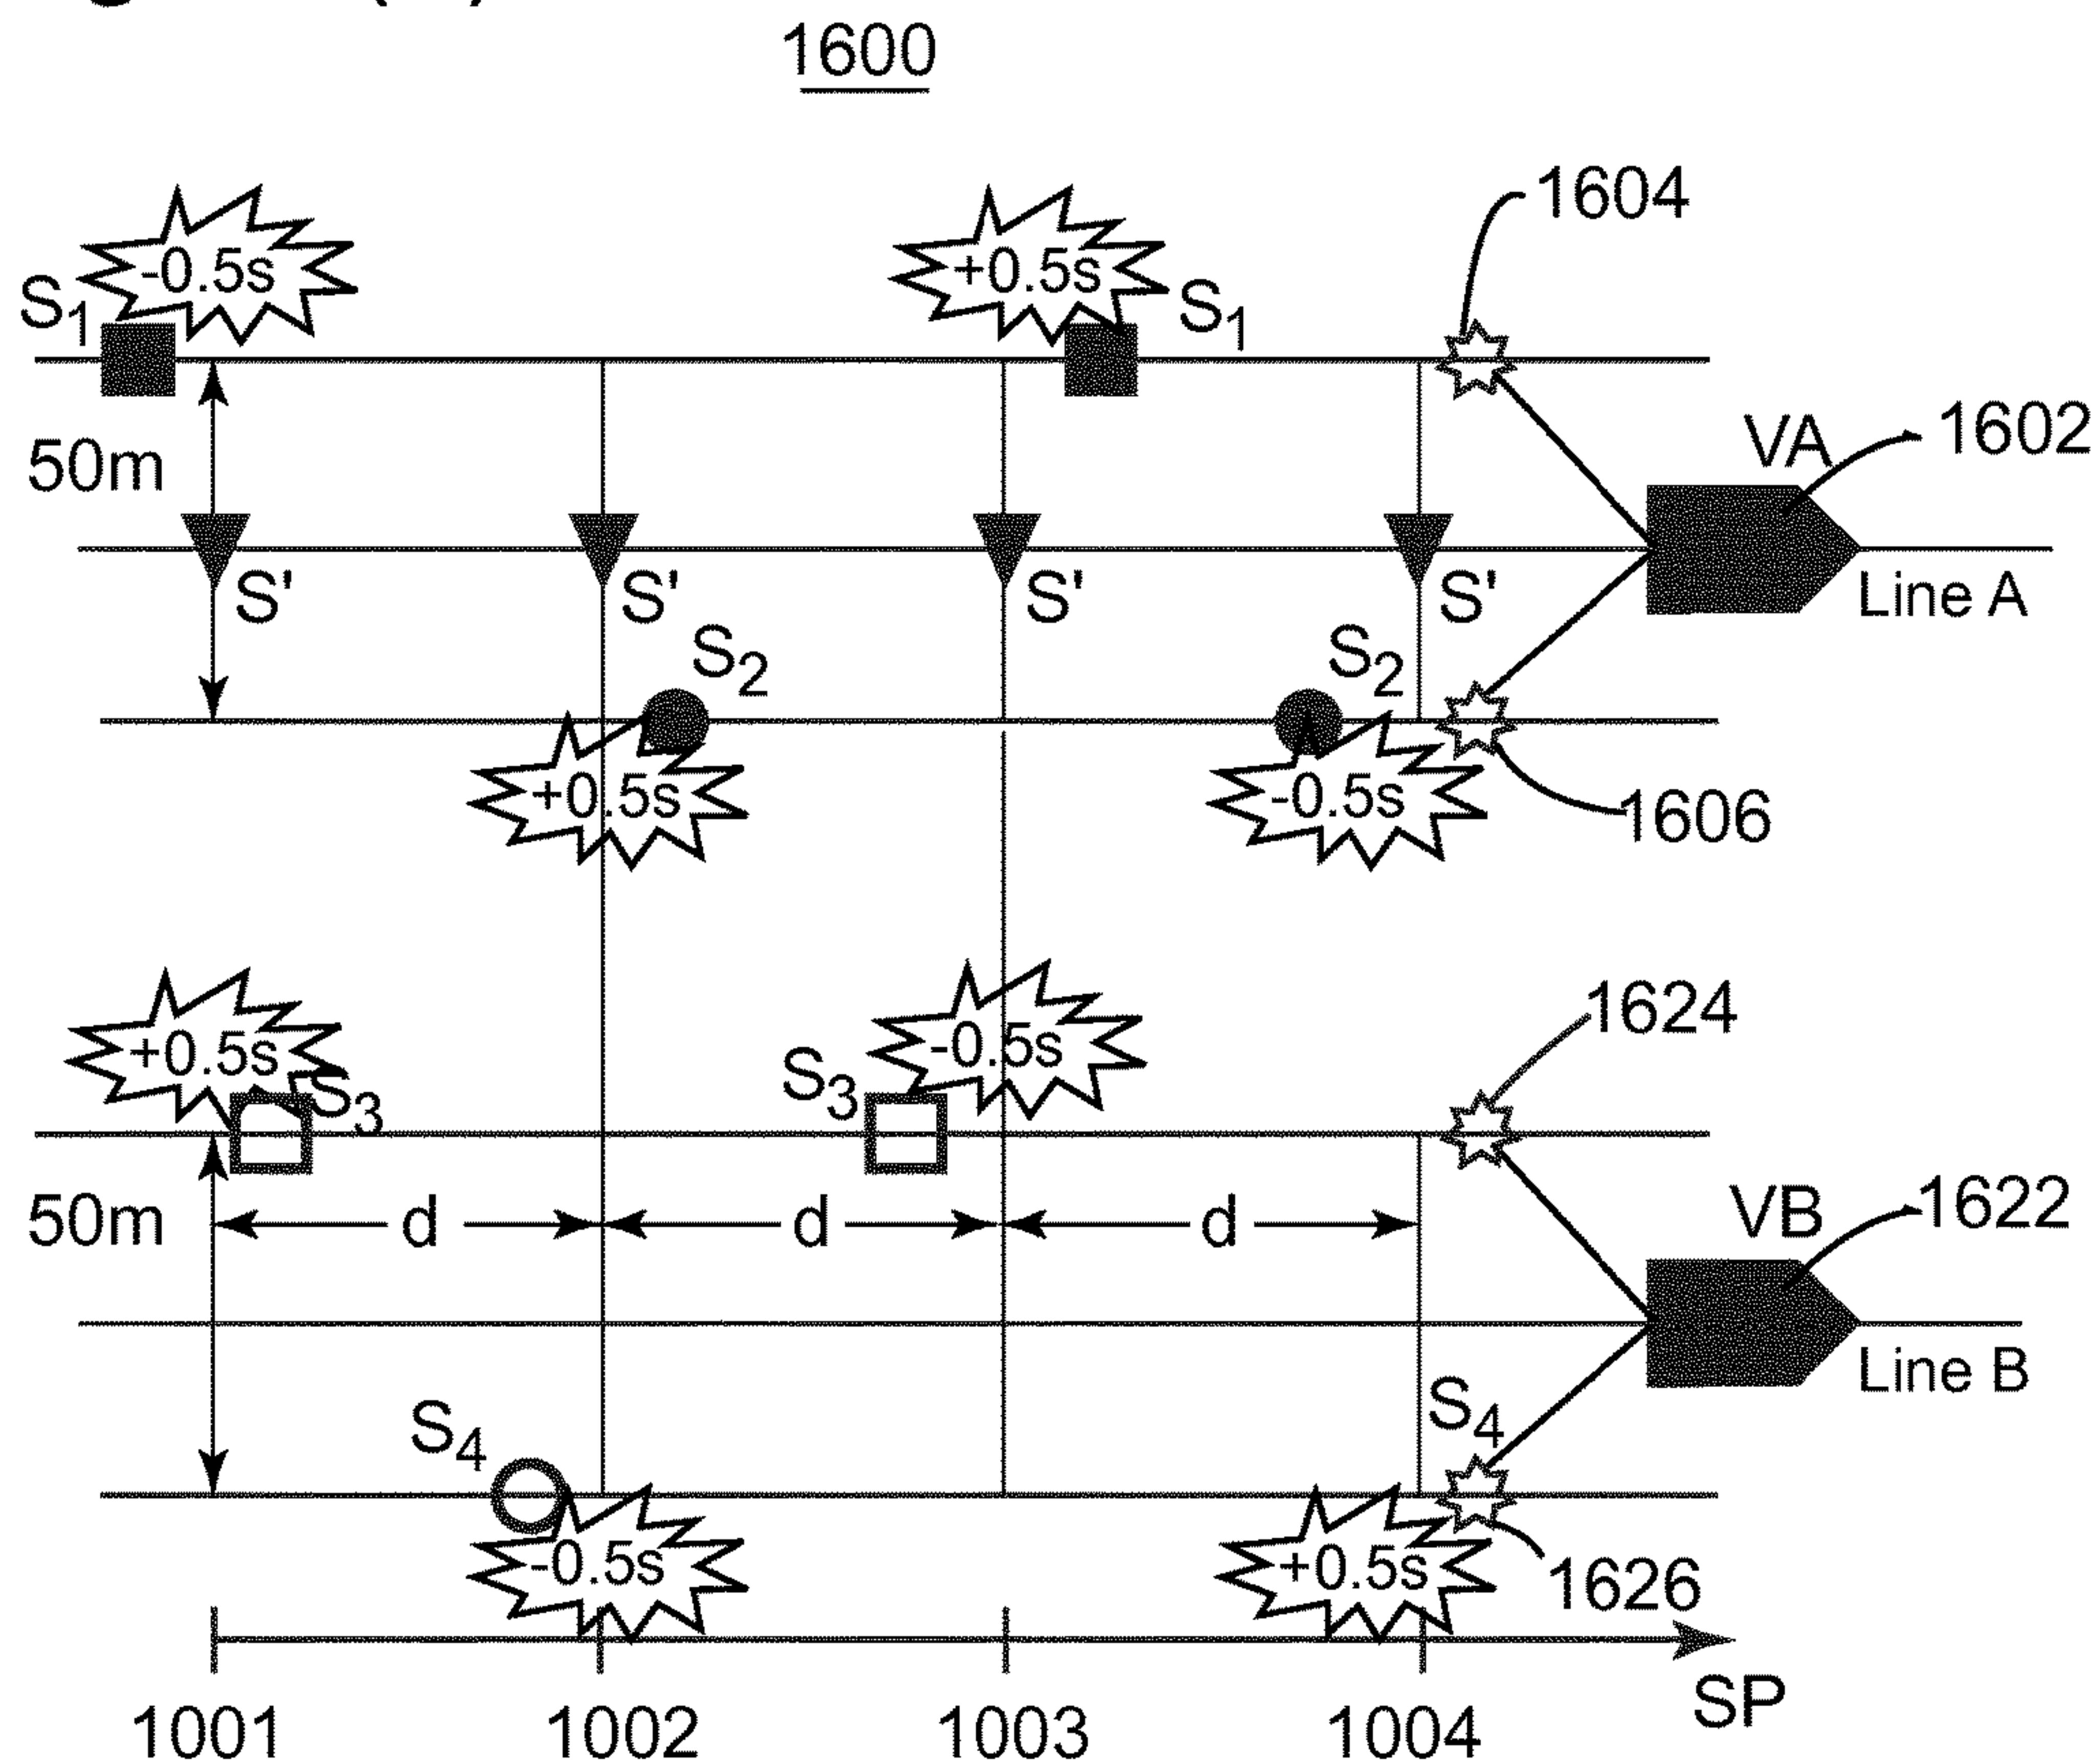 1600
1604
-0.5s
+0.5s
S1
S1
VA
1602
50m
S'
S'
S'
S'
Line A
S2
S2
+0.5s
-0.5s
1606
1624
+0.5s
-0.5s
S3
S3
50m
d
d
d
VB
1622
Line B
S4
S4
-0.5s
+0.5s
1626
SP
1001
1002
1003
1004